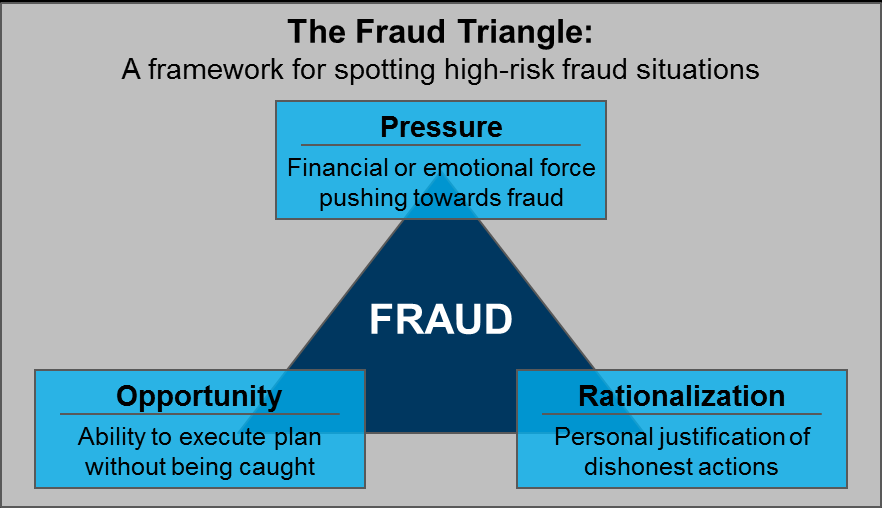 The Fraud Triangle:
A framework for spotting high-risk fraud situations
Pressure
Financial or emotional force
pushing towards fraud
FRAUD
Opportunity
Ability to execute plan
without being caught
Rationalization
Personal justification of
dishonest actions